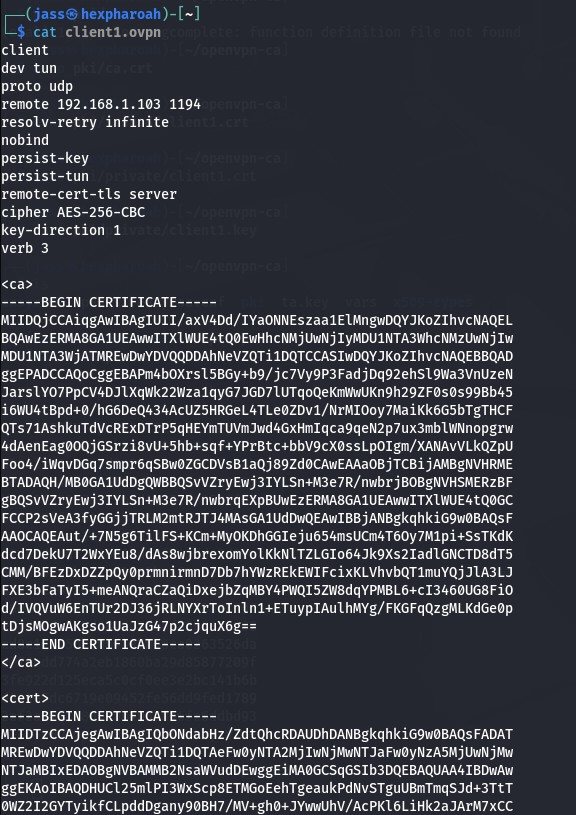 ┌──(jass㉿hexpharoah)-[~]
└─$ cat client1.ovpn
client
dev tun
proto udp
remote 192.168.1.103 1194
resolv-retry infinite
nobind
persist-key
persist-tun
remote-cert-tls server
cipher AES-256-CBC
key-direction 1
verb 3
<ca>
-----BEGIN CERTIFICATE-----
MIIDQjCCAiqgAwIBAgIUII/axV4Dd/IYaONNEszaa1ElMngwDQYJKoZIhvcNAQEL
BQAwEzERMA8GA1UEAwwITXlWUE4tQ0EwHhcNMjUwNjIyMDU1NTA3WhcNMzUwNjIw
MDU1NTA3WjATMREwDwYDVQQDDAhNeVZQTi1DQTCCASIwDQYJKoZIhvcNAQEBBQAD
ggEPADCCAQoCggEBAPm4bOXrsl5BGy+b9/jc7Vy9P3FadjDq92ehSl9Wa3VnUzeN
JarslYO7PpCV4DJlXqWk22Wza1qyG7JGD7lUTqoQeKmWwUKn9h29ZF0s0s99Bb45
i6WU4tBpd+0/hG6DeQ434AcUZ5HRGeL4TLe0ZDv1/NrMIOoy7MaiKk6G5bTgTHCF
QTs71AshkuTdVcRExDTrP5qHEYmTUVmJwd4GxHmIqca9qeN2p7ux3mblWNnopgrw
4dAenEag0OQjGSrzi8vU+5hb+sqf+YPrBtc+bbV9cX0ssLpOIgm/XANAvVLkQZpU
Foo4/iWqvDGq7smpr6qSBw0ZGCDVsB1aQj89Zd0CAwEAAaOBjTCBijAMBgNVHRME
BTADAQH/MB0GA1UdDgQWBBQSvVZryEwj3IYLSn+M3e7R/nwbrjBOBgNVHSMERzBF
gBQSvVZryEwj3IYLSn+M3e7R/nwbrqEXpBUwEzERMA8GA1UEAwwITXlWUE4tQ0GC
FCCP2sVeA3fyGGjjTRLM2mtRJTJ4MAsGA1UdDwQEAwIBBjANBgkqhkiG9w0BAQsF
AAOCAQEAut/+7N5g6TilFS+KCm+MyOKDhGGIeju654msUCm4T6Oy7M1pi+SsTKdK
dcd7DekU7T2WxYEu8/dAs8wjbrexomYolKkNlTZLGIo64Jk9Xs2IadlGNCTD8dT5
CMM/BFEzDxDZZpQy0prmnirmnD7Db7hYWzREkEWIFcixKLVhvbQT1muYQjJlA3LJ
FXE3bFaTyI5+meANQraCZaQiDxejbZqMBY4PWQI5ZW8dqYPMBL6+cI3460UG8FiO
d/IVQVuW6EnTUr2DJ36jRLNYXrToInln1+ETuypIAulhMYg/FKGFqQzgMLKdGe0p
tDjsMOgwAKgso1UaJzG47p2cjquX6g==
-----END CERTIFICATE-----
</ca>
<cert>
-----BEGIN CERTIFICATE-----
MIIDTzCCAjegAwIBAgIQbONdabHz/ZdtQhcRDAUDhDANBgkqhkiG9w0BAQsFADAT
MREwDwYDVQQDDAhNeVZQTi1DQTAeFw0yNTA2MjIwNjMwNTJaFw0yNzA5MjUwNjMw
NTJaMBIxEDAOBgNVBAMMB2NsaWVudDEwggEiMA0GCSqGSIb3DQEBAQUAA4IBDwAw
ggEKAoIBAQDHUCl25mlPI3WxScp8ETMGoEehTgeaukPdNvSTguUBmTmqSJd+3TtT
0WZ2I2GYTyikfCLpddDgany90BH7/MV+gh0+JYwwUhV/AcPKl6LiHk2aJArM7xCC